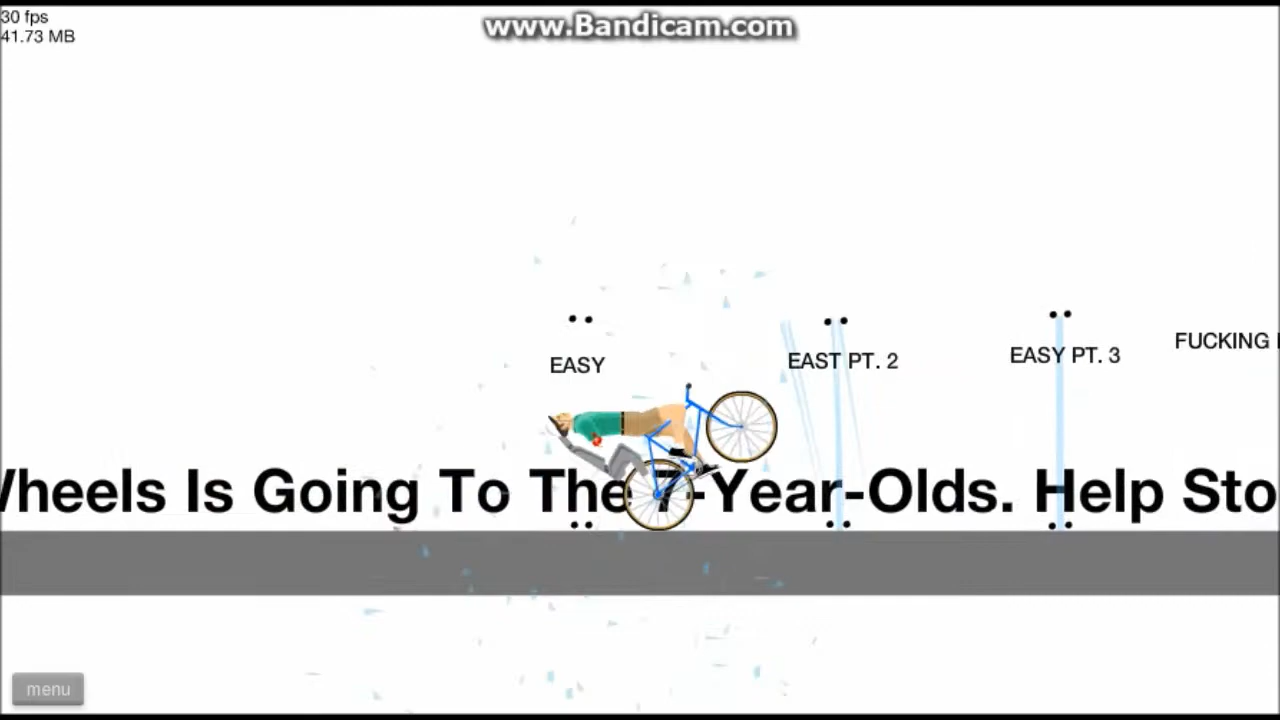 30 fps
41.73 MB
www.Bandicam.com
FUCKING
EASY
EAST PT. 2
EASY PT. 3
Wheels Is Going To The 7-Year-Olds. Help Sto
menu